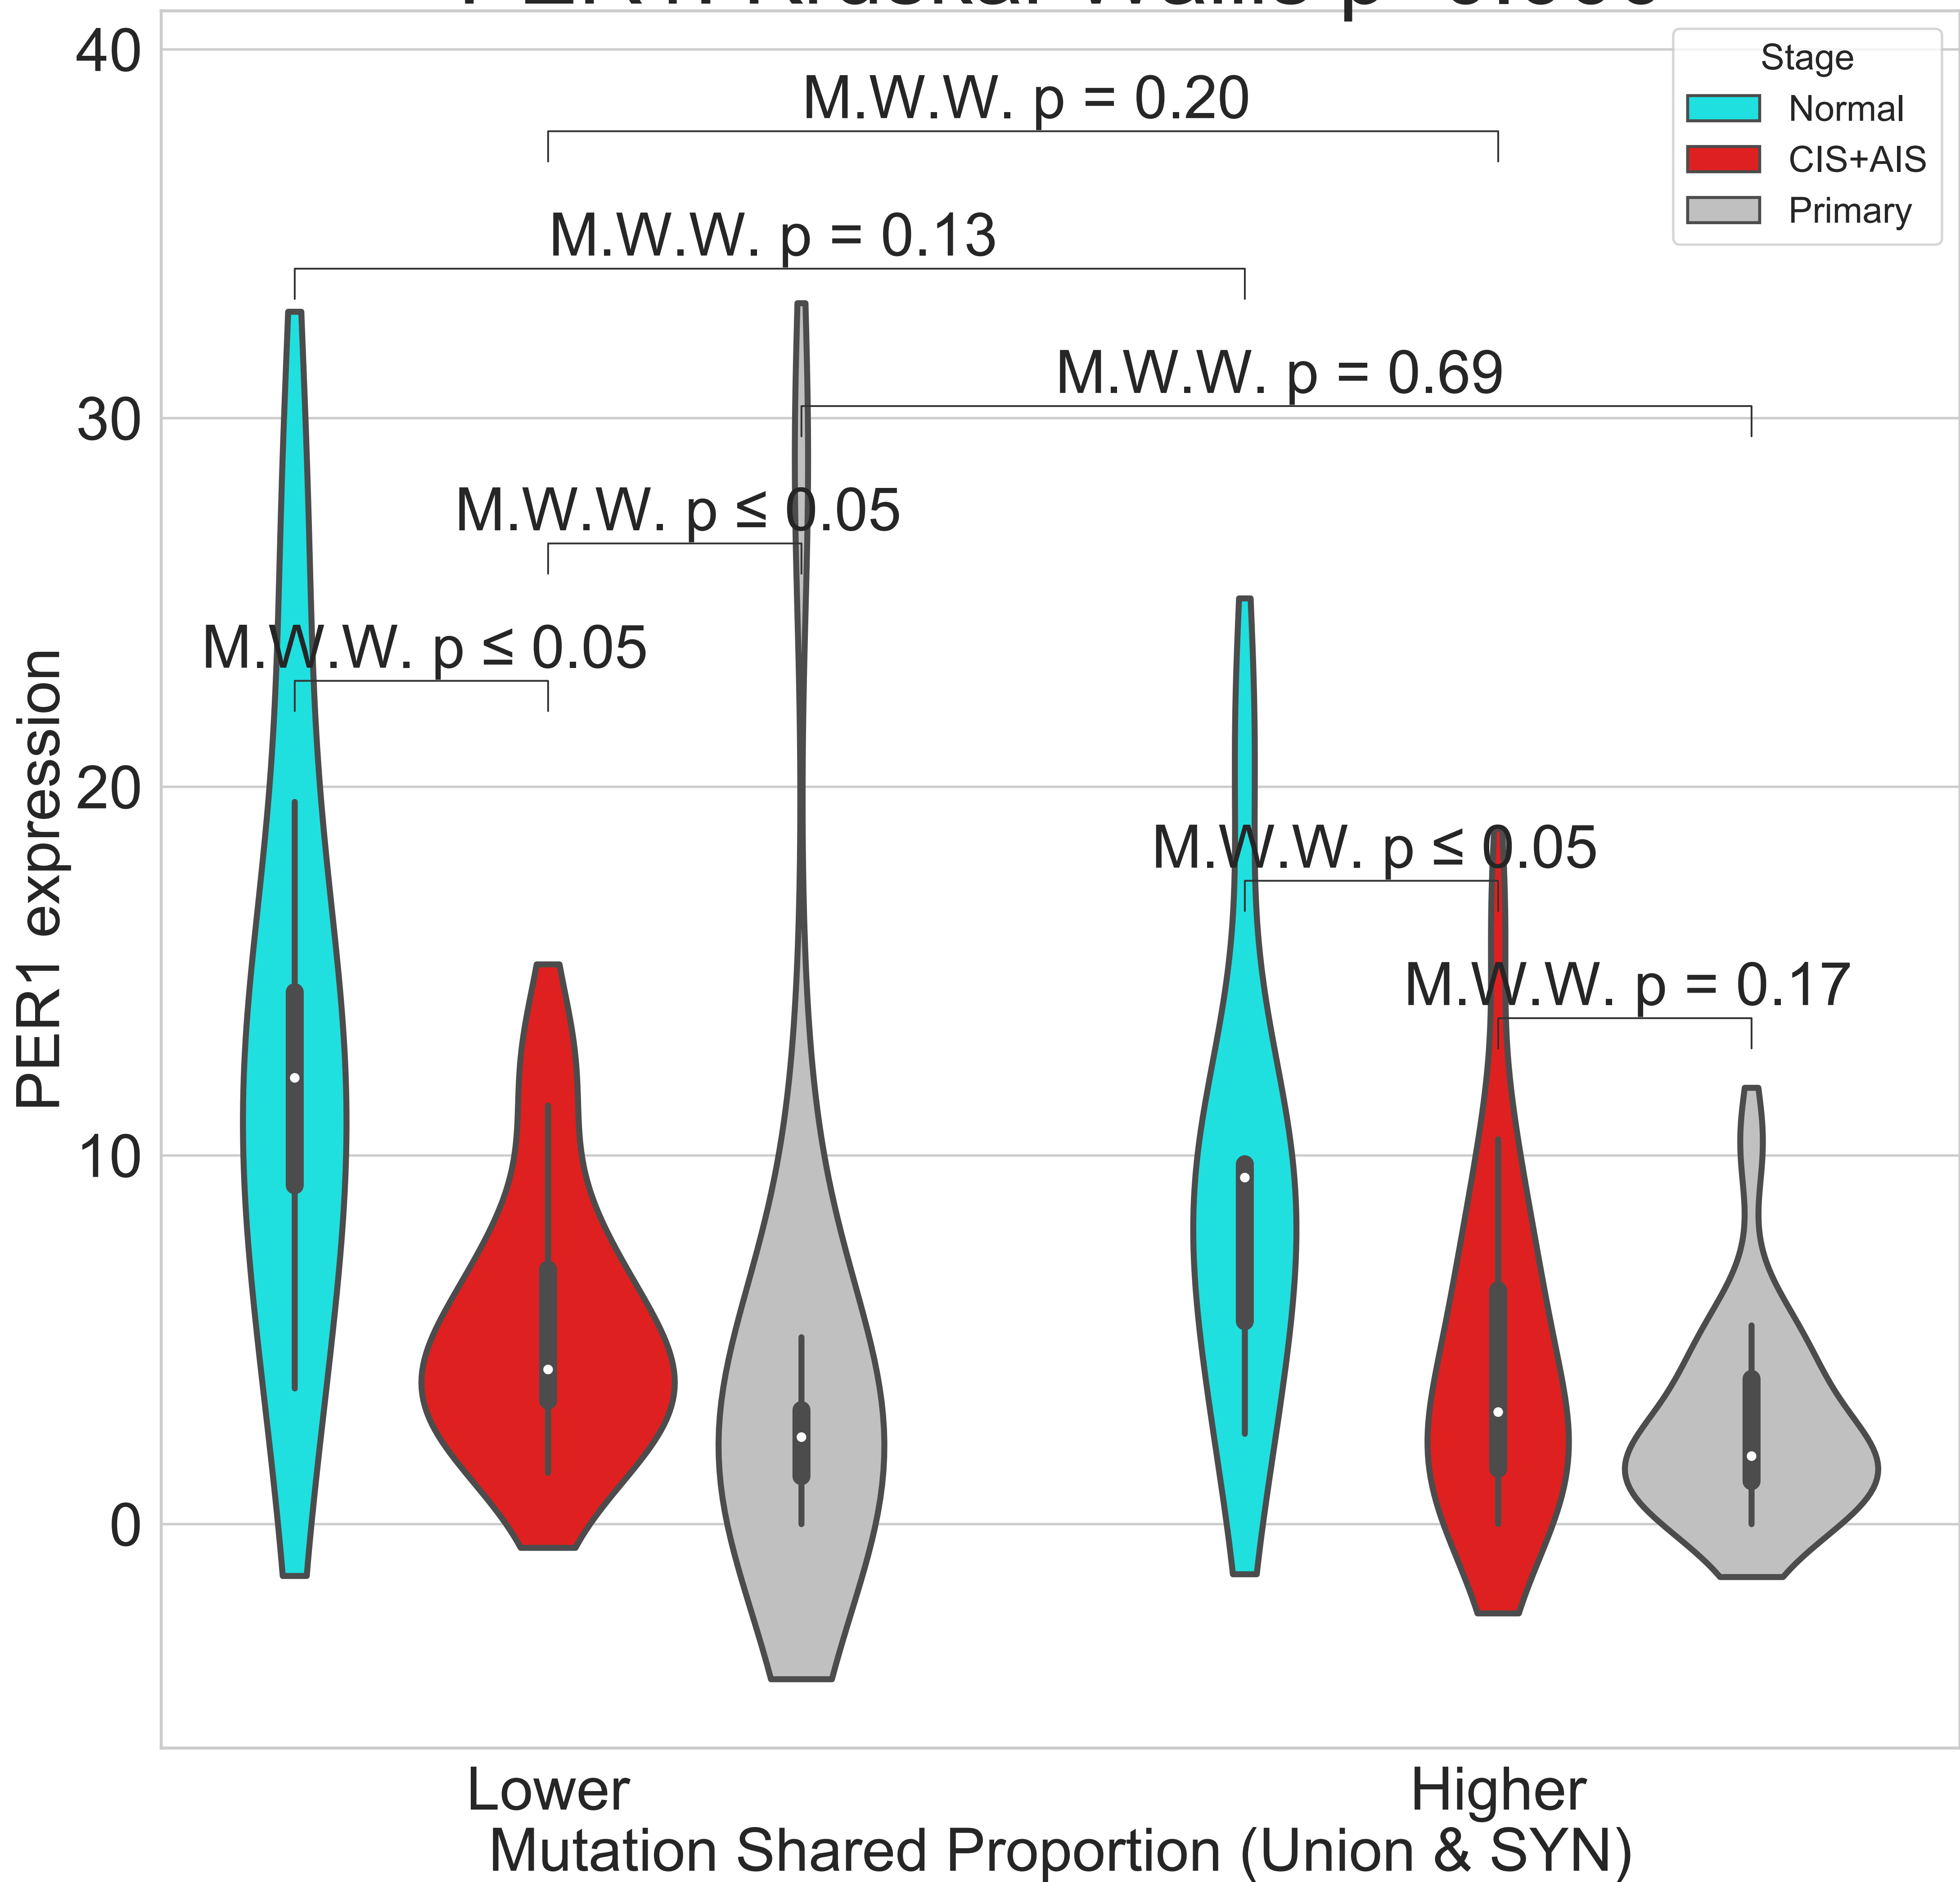 40
Stage
Normal
CIS+AIS
Primary
M.W.W. p = 0.20
M.W.W. p = 0.13
M.W.W. p = 0.69
30
M.W.W. p ≤ 0.05
M.W.W. p ≤ 0.05
20
M.W.W. p ≤ 0.05
M.W.W. p = 0.17
10
0
PER1 expression
Lower
Higher
Mutation Shared Proportion (Union & SYN)